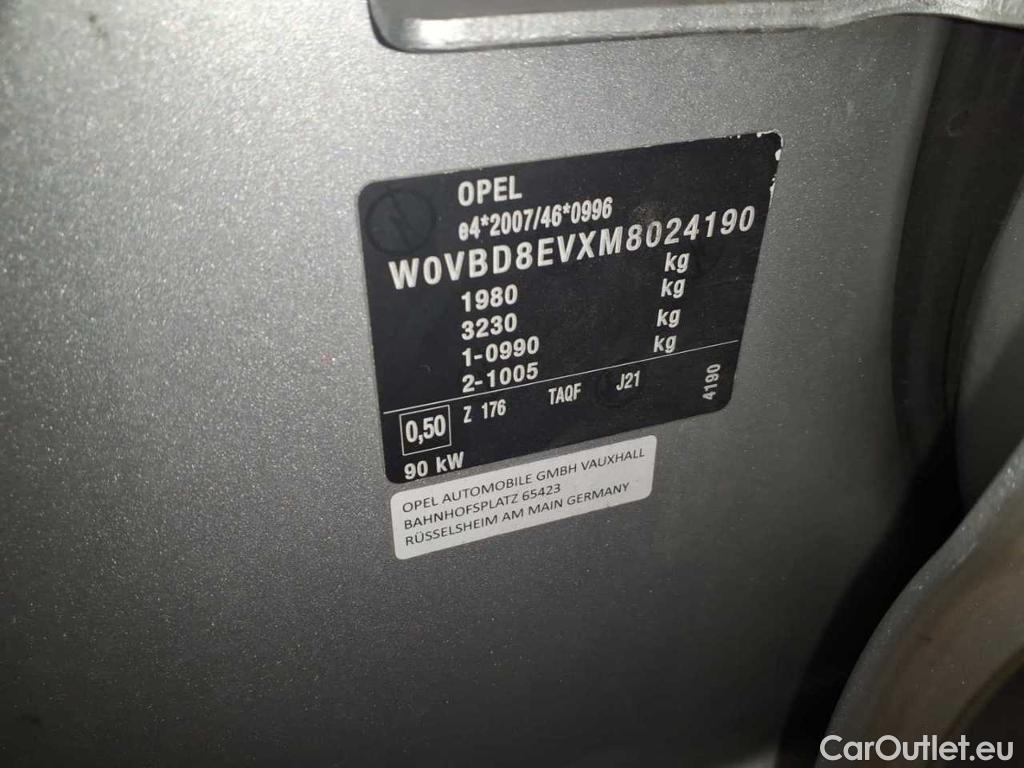 OPEL
e4*2007/46*0996
W0VBD8EVXM8024190
1980 kg
3230 kg
1-0990 kg
2-1005 kg
0,50 Z 176 TAQF J21 4190
90 kW
OPEL AUTOMOBILE GMBH VAUXHALL
BAHNHOFSPLATZ 65423
RÜSSELSHEIM AM MAIN GERMANY
CarOutlet.eu